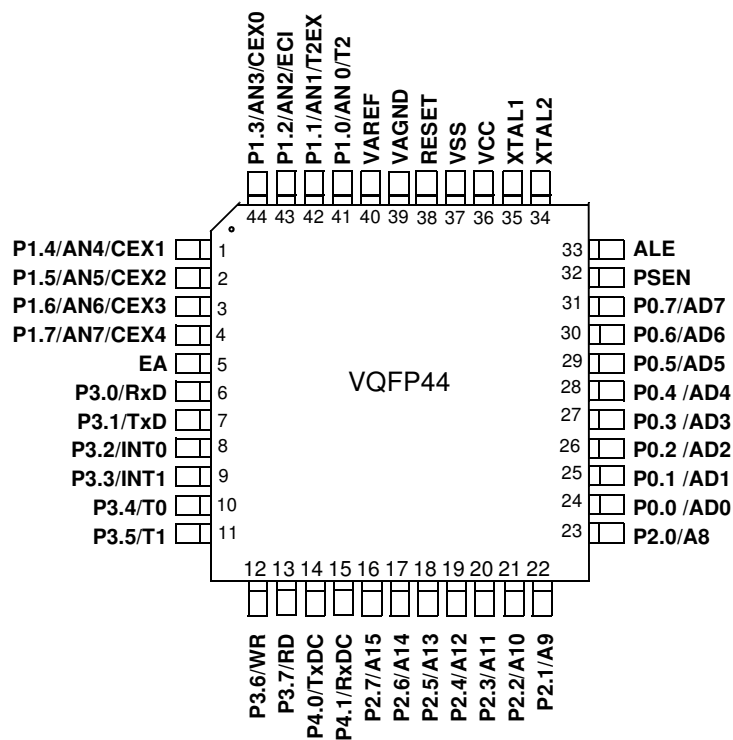 P1.3/AN3/CEX0
P1.2/AN2/ECI
P1.1/AN1/T2EX
P1.0/AN 0/T2
VAREF
VAGND
RESET
VSS
VCC
XTAL1
XTAL2
44 43 42 41 40 39 38 37 36 35 34
P1.4/AN4/CEX1 1
P1.5/AN5/CEX2 2
P1.6/AN6/CEX3 3
P1.7/AN7/CEX4 4
EA 5
P3.0/RxD 6
P3.1/TxD 7
P3.2/INT0 8
P3.3/INT1 9
P3.4/T0 10
P3.5/T1 11
VQFP44
33 ALE
32 PSEN
31 P0.7/AD7
30 P0.6/AD6
29 P0.5/AD5
28 P0.4 /AD4
27 P0.3 /AD3
26 P0.2 /AD2
25 P0.1 /AD1
24 P0.0 /AD0
23 P2.0/A8
12 13 14 15 16 17 18 19 20 21 22
P3.6/WR
P3.7/RD
P4.0/TxDC
P4.1/RxDC
P2.7/A15
P2.6/A14
P2.5/A13
P2.4/A12
P2.3/A11
P2.2/A10
P2.1/A9